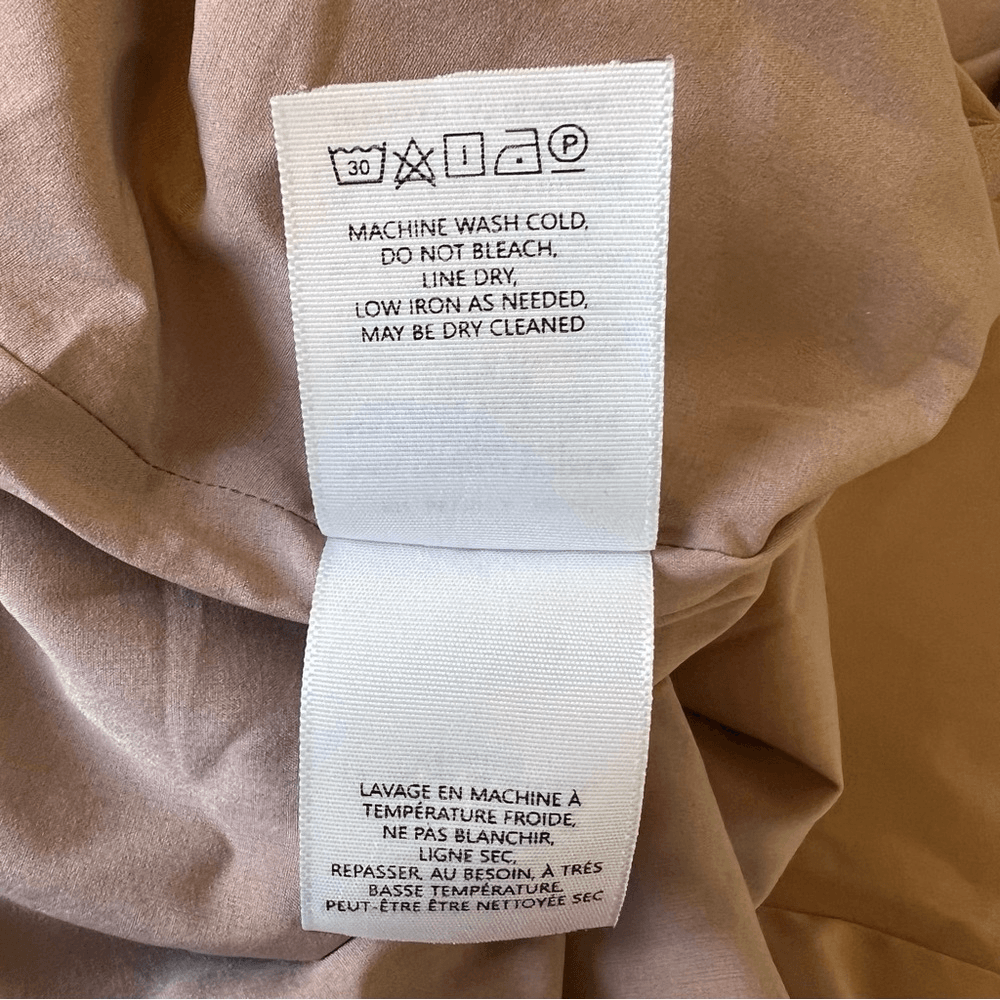 30 P
MACHINE WASH COLD,
DO NOT BLEACH,
LINE DRY,
LOW IRON AS NEEDED,
MAY BE DRY CLEANED
LAVAGE EN MACHINE À
TEMPÉRATURE FROIDE,
NE PAS BLANCHIR,
LIGNE SEC,
REPASSER, AU BESOIN, À TRÉS
BASSE TEMPÉRATURE,
PEUT-ÊTRE ÊTRE NETTOYÉE SEC